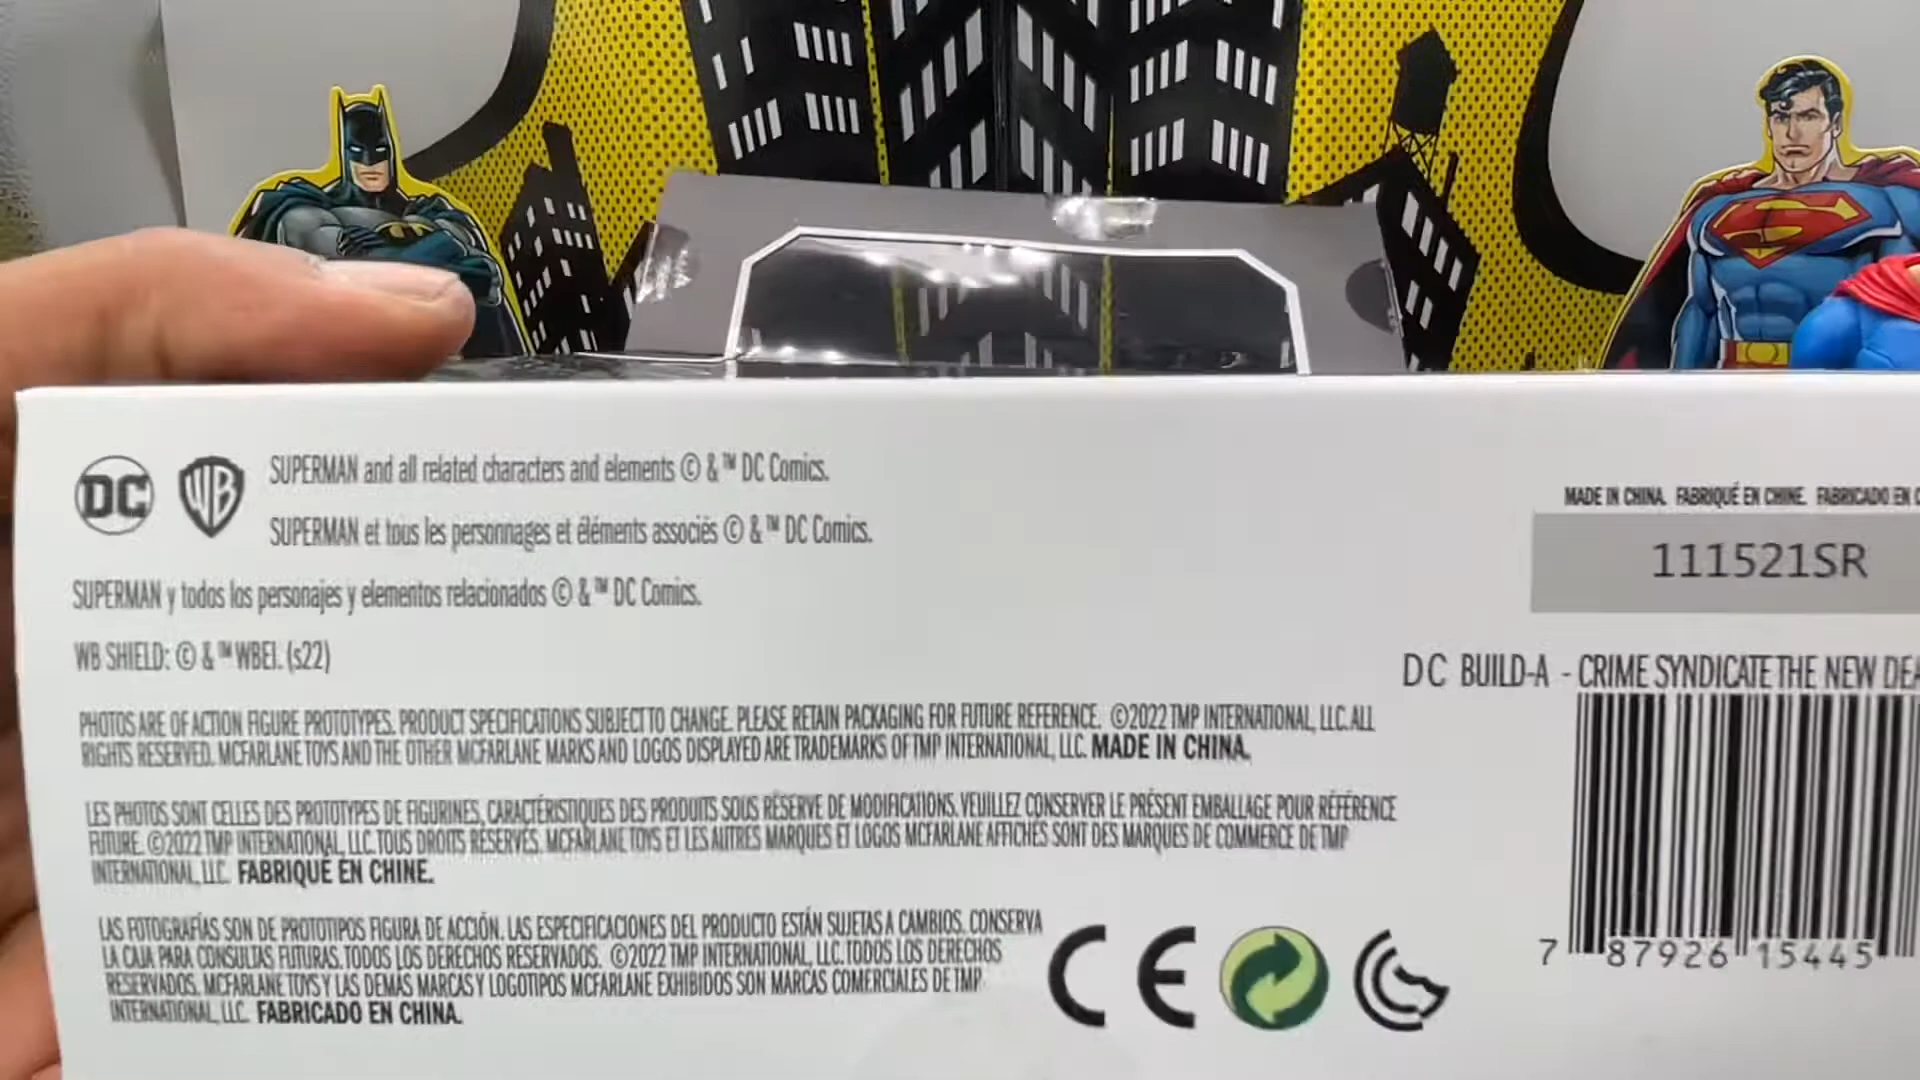 DC WB SUPERMAN and all related characters and elements © & ™ DC Comics.
SUPERMAN et tous les personnages et éléments associés © & ™ DC Comics.
SUPERMAN y todos los personajes y elementos relacionados © & ™ DC Comics.
WB SHIELD: © & ™ WBEI. (s22)
PHOTOS ARE OF ACTION FIGURE PROTOTYPES. PRODUCT SPECIFICATIONS SUBJECT TO CHANGE. PLEASE RETAIN PACKAGING FOR FUTURE REFERENCE. ©2022 TMP INTERNATIONAL, LLC. ALL
RIGHTS RESERVED. MCFARLANE TOYS AND THE OTHER MCFARLANE MARKS AND LOGOS DISPLAYED ARE TRADEMARKS OF TMP INTERNATIONAL, LLC. MADE IN CHINA.
LES PHOTOS SONT CELLES DES PROTOTYPES DE FIGURINES, CARACTÉRISTIQUES DES PRODUITS SOUS RÉSERVE DE MODIFICATIONS. VEUILLEZ CONSERVER LE PRÉSENT EMBALLAGE POUR RÉFÉRENCE
FUTURE. ©2022 TMP INTERNATIONAL, LLC. TOUS DROITS RÉSERVÉS. MCFARLANE TOYS ET LES AUTRES MARQUES ET LOGOS MCFARLANE AFFICHÉS SONT DES MARQUES DE COMMERCE DE TMP
INTERNATIONAL, LLC. FABRIQUÉ EN CHINE.
LAS FOTOGRAFÍAS SON DE PROTOTIPOS FIGURA DE ACCIÓN. LAS ESPECIFICACIONES DEL PRODUCTO ESTÁN SUJETAS A CAMBIOS. CONSERVA
LA CAJA PARA CONSULTAS FUTURAS. TODOS LOS DERECHOS RESERVADOS. ©2022 TMP INTERNATIONAL, LLC. TODOS LOS DERECHOS
RESERVADOS. MCFARLANE TOYS Y LAS DEMÁS MARCAS Y LOGOTIPOS MCFARLANE EXHIBIDOS SON MARCAS COMERCIALES DE TMP
INTERNATIONAL, LLC. FABRICADO EN CHINA.
CE
MADE IN CHINA. FABRIQUÉ EN CHINE. FABRICADO EN C
111521SR
DC BUILD-A - CRIME SYNDICATE THE NEW DEA
7 87926 15445